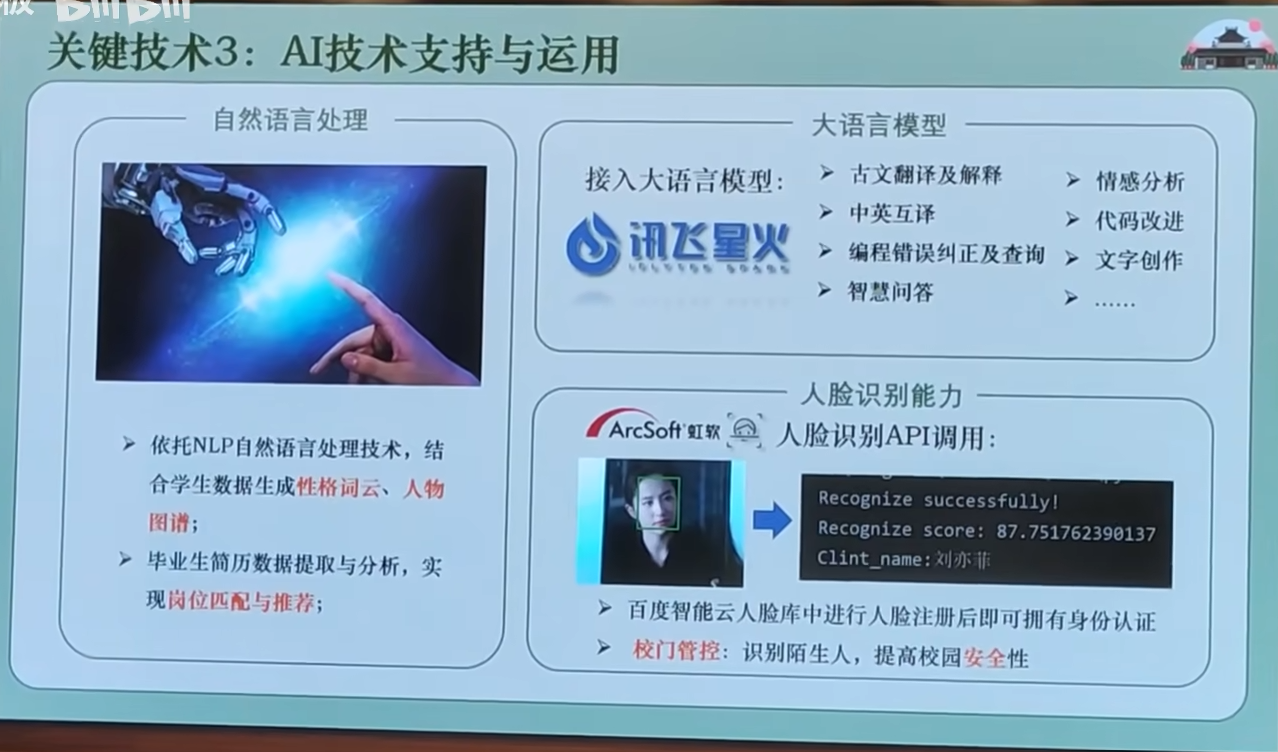 bilibili
关键技术3：AI技术支持与运用
自然语言处理
➢ 依托NLP自然语言处理技术，结
合学生数据生成性格词云、人物
图谱；
➢ 毕业生简历数据提取与分析，实
现岗位匹配与推荐；
大语言模型
接入大语言模型：
讯飞星火
➢ 古文翻译及解释
➢ 中英互译
➢ 编程错误纠正及查询
➢ 智慧问答
➢ 情感分析
➢ 代码改进
➢ 文字创作
➢ ……
人脸识别能力
ArcSoft 虹软
人脸识别API调用：
Recognize successfully!
Recognize score: 87.751762390137
Clint_name:刘亦菲
➢ 百度智能云人脸库中进行人脸注册后即可拥有身份认证
➢ 校门管控：识别陌生人，提高校园安全性